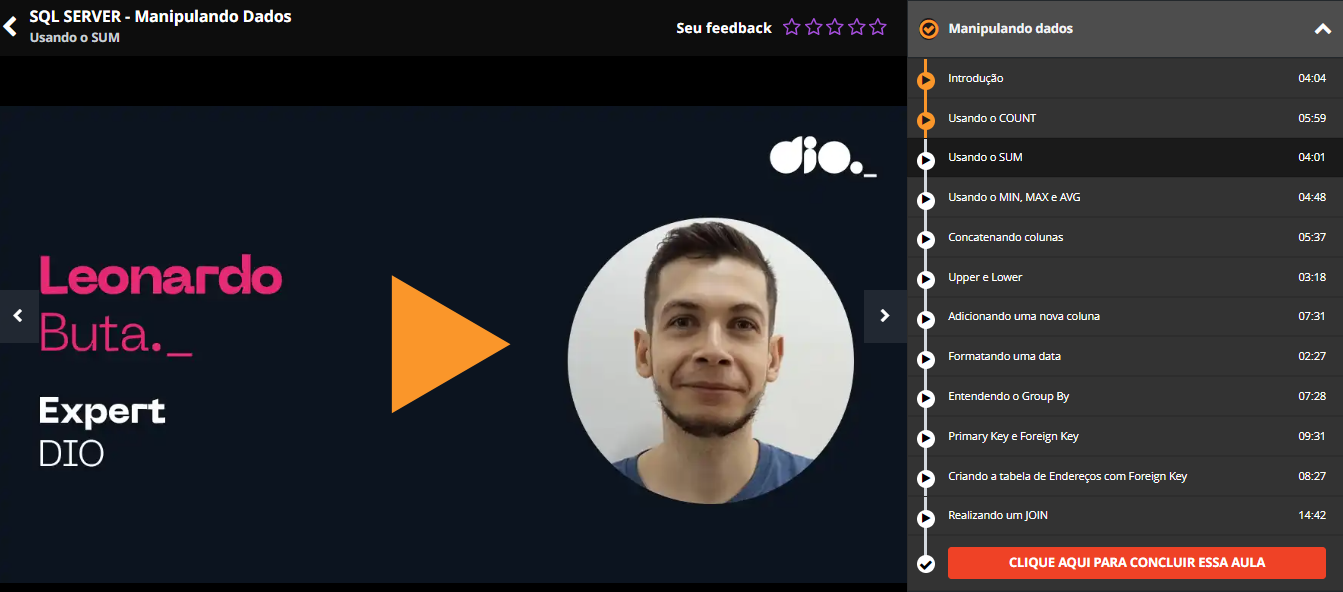 SQL SERVER - Manipulando Dados
Usando o SUM
Seu feedback
dio._
Leonardo
Buta._
Expert
DIO
Manipulando dados
Introdução 04:04
Usando o COUNT 05:59
Usando o SUM 04:01
Usando o MIN, MAX e AVG 04:48
Concatenando colunas 05:37
Upper e Lower 03:18
Adicionando uma nova coluna 07:31
Formatando uma data 02:27
Entendendo o Group By 07:28
Primary Key e Foreign Key 09:31
Criando a tabela de Endereços com Foreign Key 08:27
Realizando um JOIN 14:42
CLIQUE AQUI PARA CONCLUIR ESSA AULA